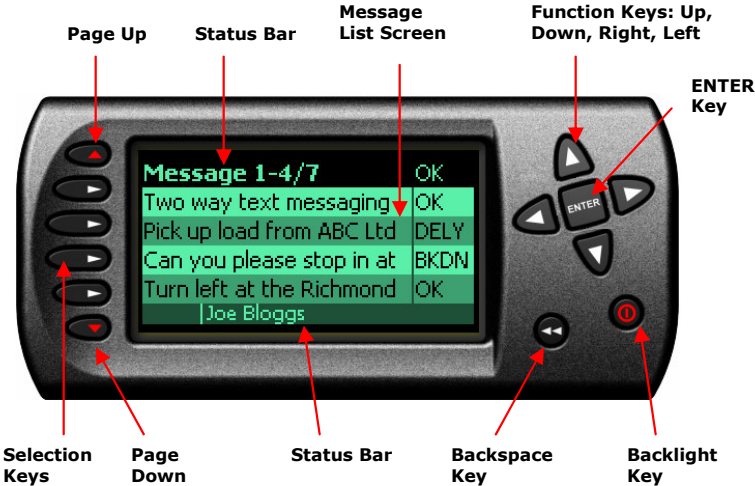 Message
Function Keys: Up,
Page Up
Status Bar
List Screen
Down, Right, Left
ENTER
Key
Message 1-4/7 OK
Two way text messaging OK
Pick up load from ABC Ltd DELY
Can you please stop in at BKDN
Turn left at the Richmond OK
Joe Bloggs
ENTER
Selection
Keys
Page
Down
Status Bar
Backspace
Key
Backlight
Key